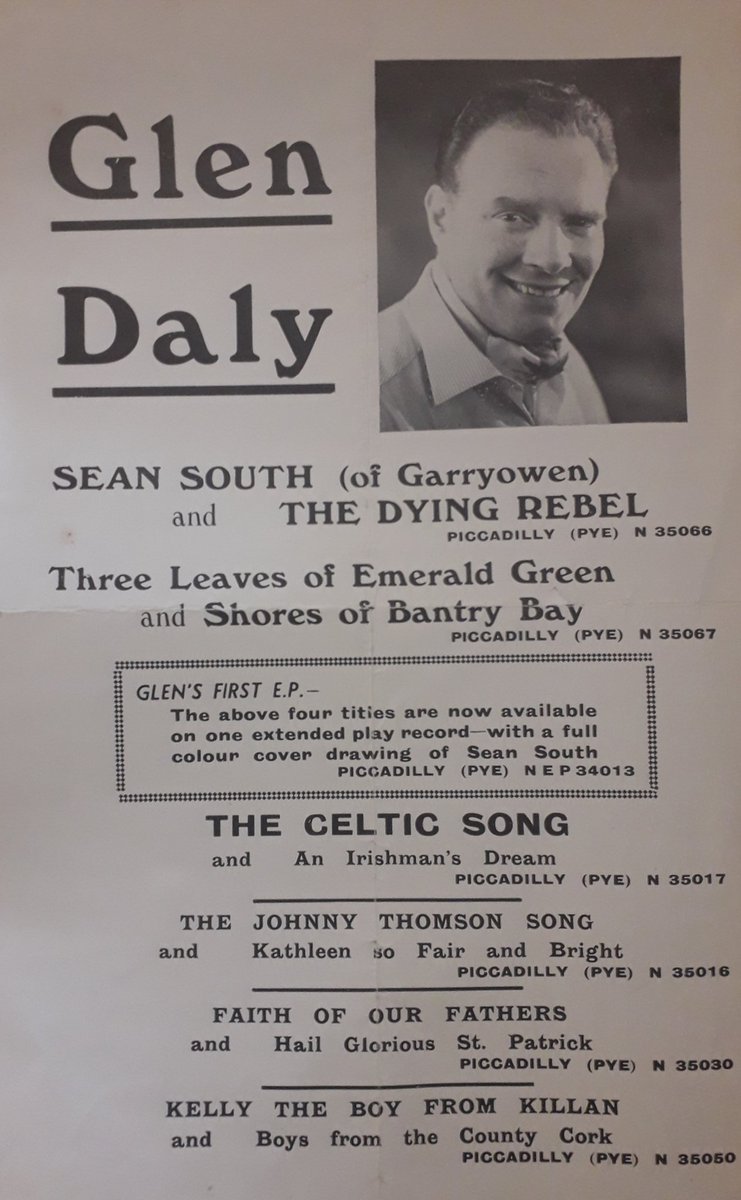 Glen
Daly
SEAN SOUTH (of Garryowen)
and THE DYING REBEL
PICCADILLY (PYE) N 35066
Three Leaves of Emerald Green
and Shores of Bantry Bay
PICCADILLY (PYE) N 35067
GLEN'S FIRST E.P.—
The above four tities are now available
on one extended play record—with a full
colour cover drawing of Sean South
PICCADILLY (PYE) N E P 34013
THE CELTIC SONG
and An Irishman's Dream
PICCADILLY (PYE) N 35017
THE JOHNNY THOMSON SONG
and Kathleen so Fair and Bright
PICCADILLY (PYE) N 35016
FAITH OF OUR FATHERS
and Hail Glorious St. Patrick
PICCADILLY (PYE) N 35030
KELLY THE BOY FROM KILLAN
and Boys from the County Cork
PICCADILLY (PYE) N 35050